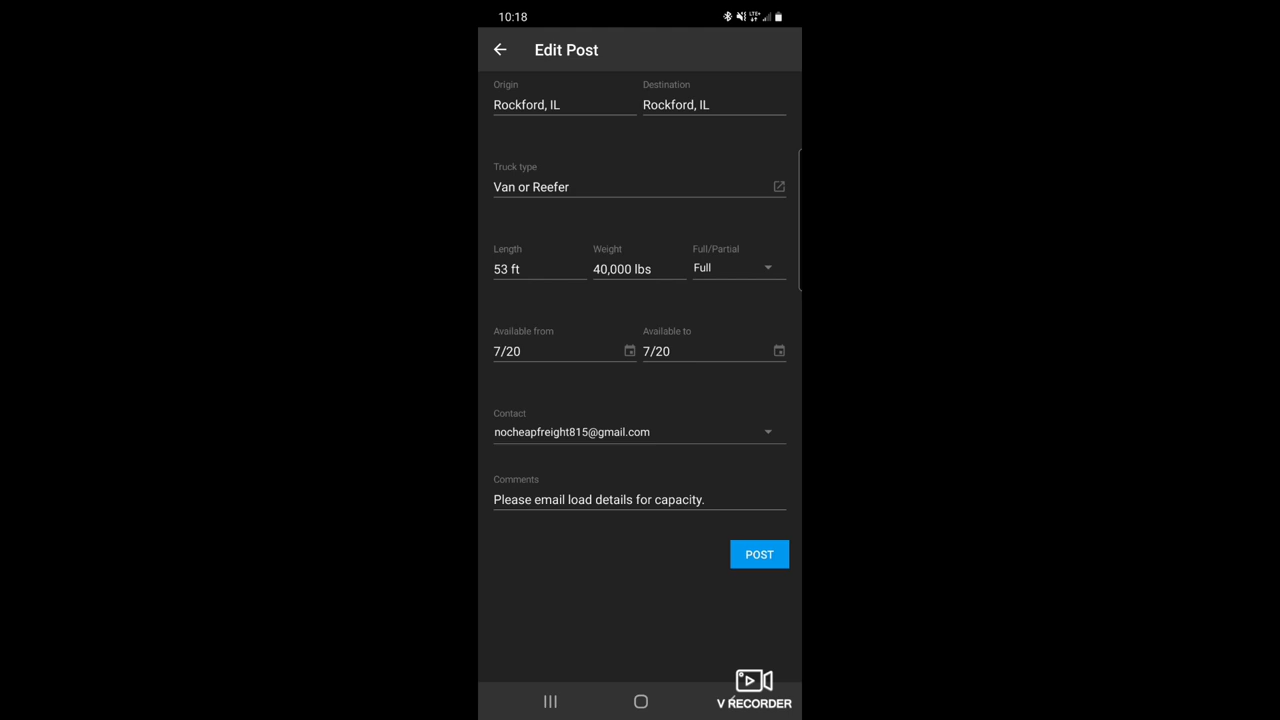 10:18
LTE+
Edit Post
Origin
Destination
Rockford, IL
Rockford, IL
Truck type
Van or Reefer
Length
Weight
Full/Partial
53 ft
40,000 lbs
Full
Available from
Available to
7/20
7/20
Contact
nocheapfreight815@gmail.com
Comments
Please email load details for capacity.
POST
V RECORDER